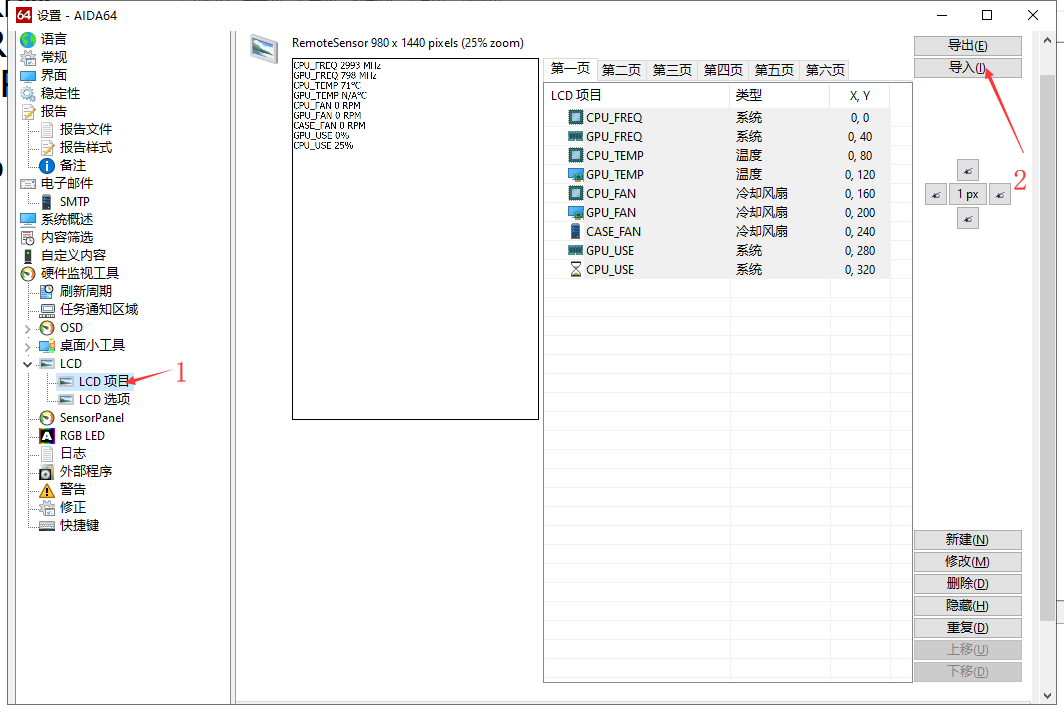 设置 - AIDA64
语言
常规
界面
稳定性
报告
报告文件
报告样式
备注
电子邮件
SMTP
系统概述
内容筛选
自定义内容
硬件监视工具
刷新周期
任务通知区域
OSD
桌面小工具
LCD
LCD 项目
1
LCD 选项
SensorPanel
RGB LED
日志
外部程序
警告
修正
快捷键
RemoteSensor 980 x 1440 pixels (25% zoom)
CPU_FREQ 2993 MHz
GPU_FREQ 798 MHz
CPU_TEMP 71°C
GPU_TEMP N/A°C
CPU_FAN 0 RPM
GPU_FAN 0 RPM
CASE_FAN 0 RPM
GPU_USE 0%
CPU_USE 25%
第一页 第二页 第三页 第四页 第五页 第六页
LCD 项目 类型 X, Y
CPU_FREQ 系统 0, 0
GPU_FREQ 系统 0, 40
CPU_TEMP 温度 0, 80
GPU_TEMP 温度 0, 120
CPU_FAN 冷却风扇 0, 160
GPU_FAN 冷却风扇 0, 200
CASE_FAN 冷却风扇 0, 240
GPU_USE 系统 0, 280
CPU_USE 系统 0, 320
导出(E)
导入(I)
2
1 px
新建(N)
修改(M)
删除(D)
隐藏(H)
重复(D)
上移(U)
下移(D)